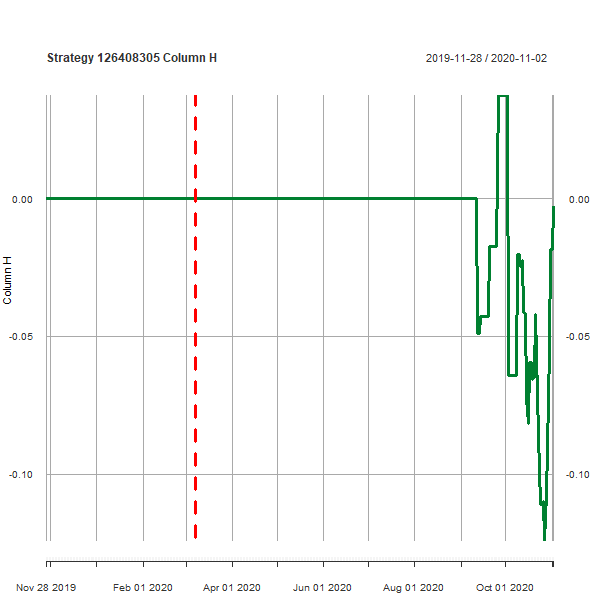 Strategy 126408305 Column H
2019-11-28 / 2020-11-02
0.00
0.00
Column H
-0.05
-0.05
-0.10
-0.10
Nov 28 2019
Feb 01 2020
Apr 01 2020
Jun 01 2020
Aug 01 2020
Oct 01 2020